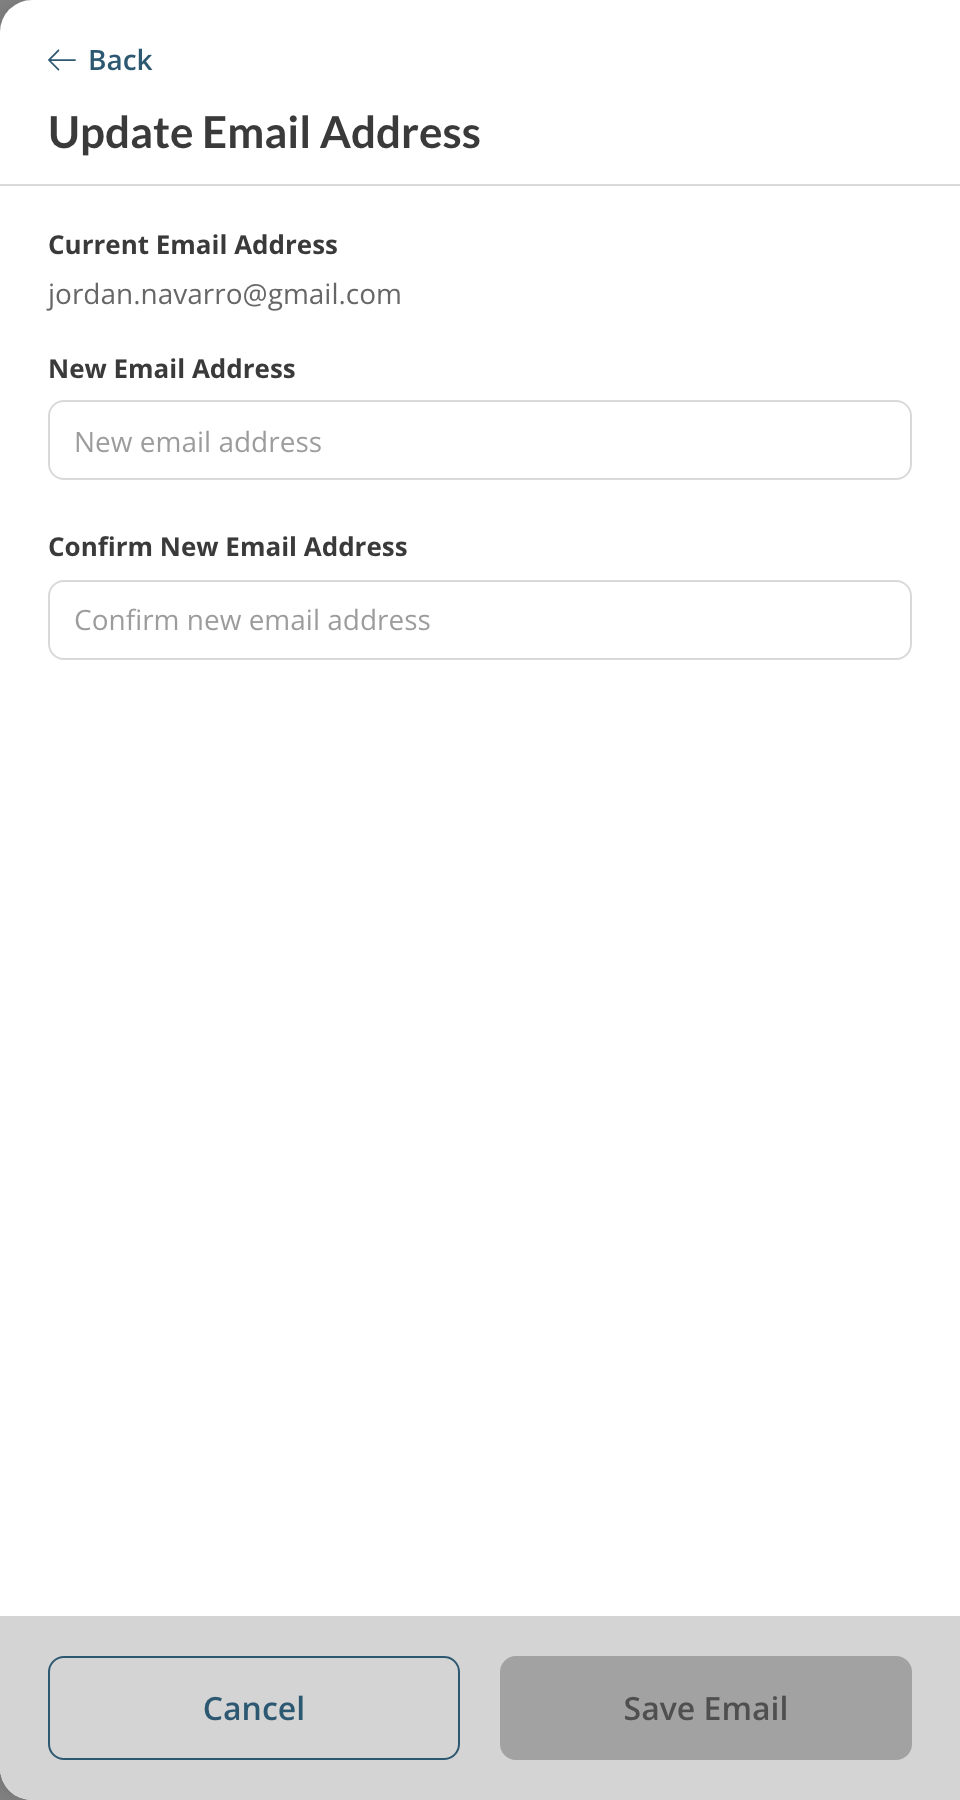 Back
Update Email Address
Current Email Address
jordan.navarro@gmail.com
New Email Address
New email address
Confirm New Email Address
Confirm new email address
Cancel
Save Email